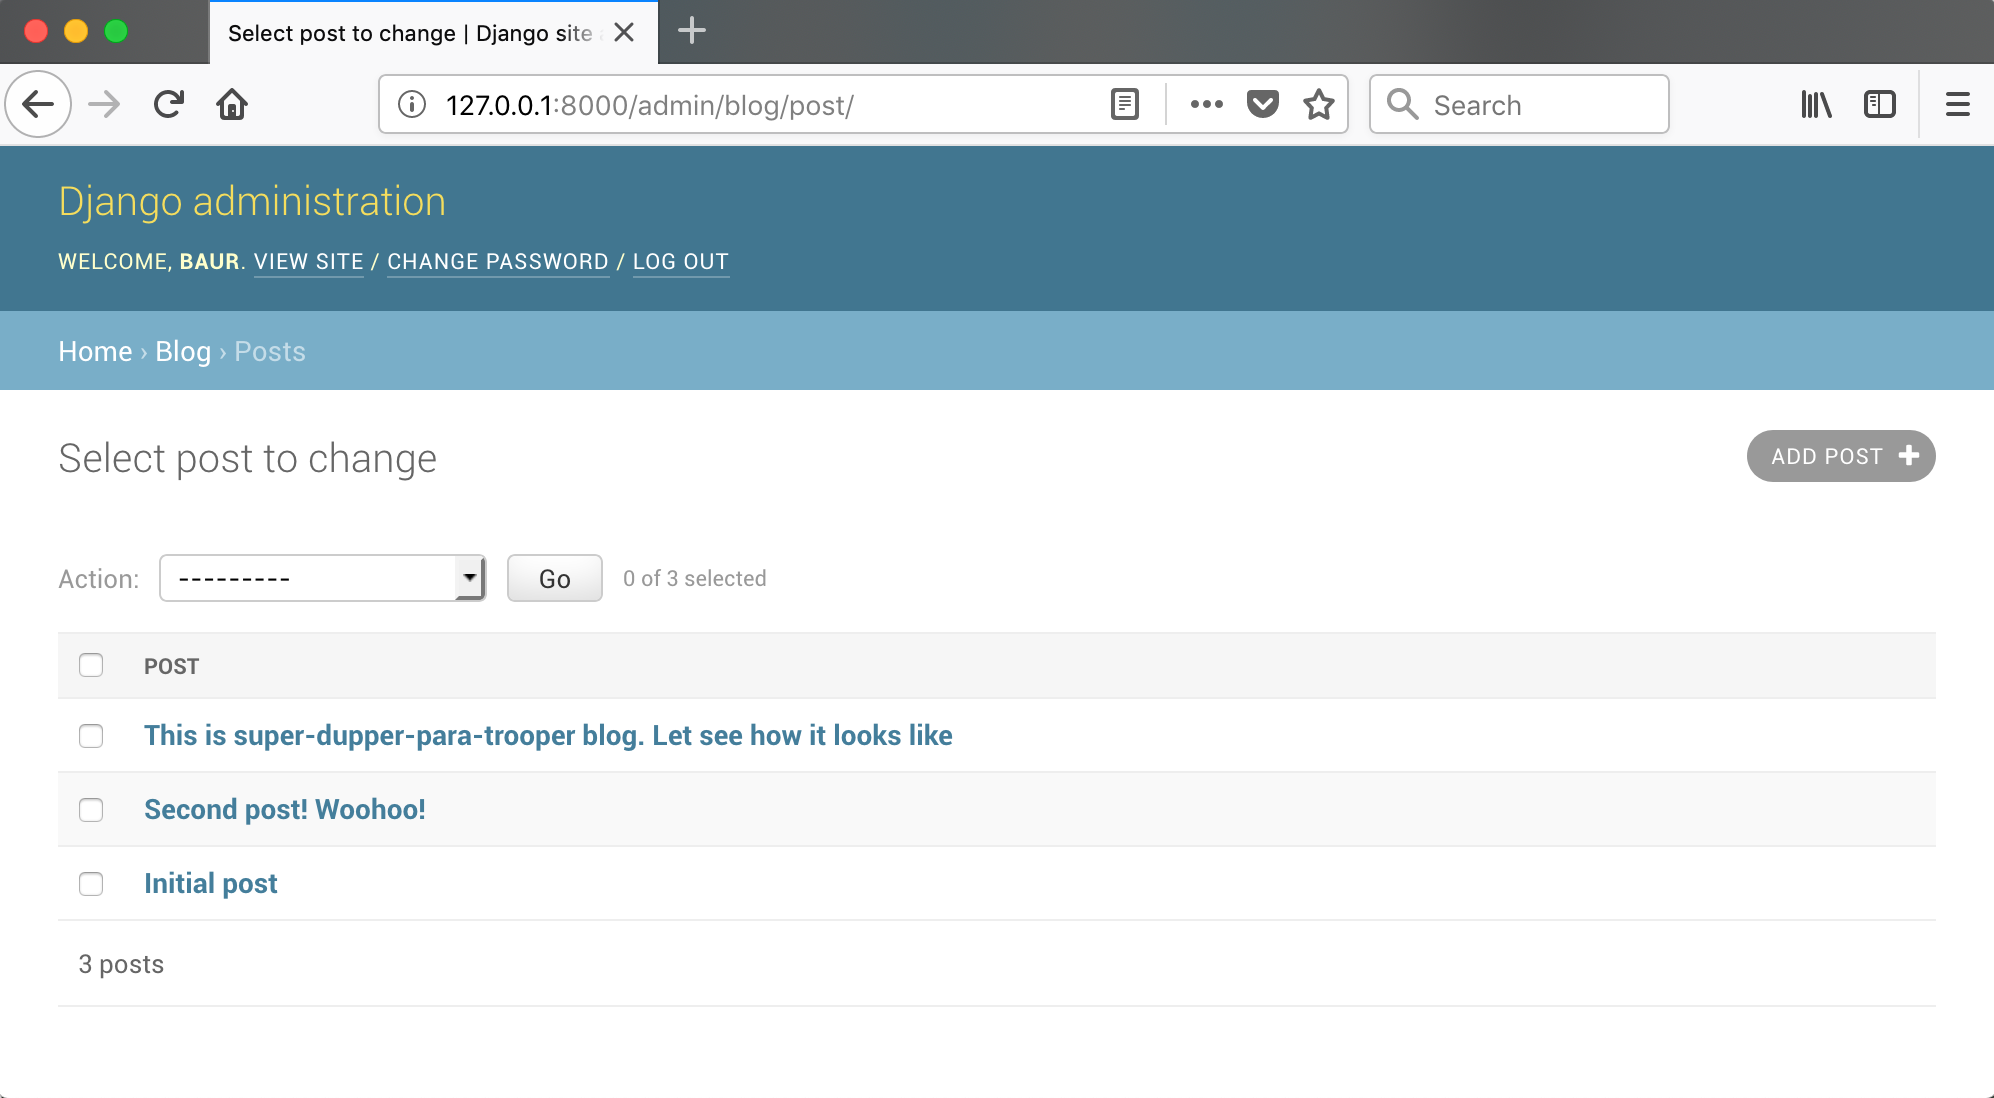 Select post to change | Django site
127.0.0.1:8000/admin/blog/post/
Search
Django administration
WELCOME, BAUR. VIEW SITE / CHANGE PASSWORD / LOG OUT
Home › Blog › Posts
Select post to change
ADD POST +
Action: --------- Go 0 of 3 selected
POST
This is super-dupper-para-trooper blog. Let see how it looks like
Second post! Woohoo!
Initial post
3 posts